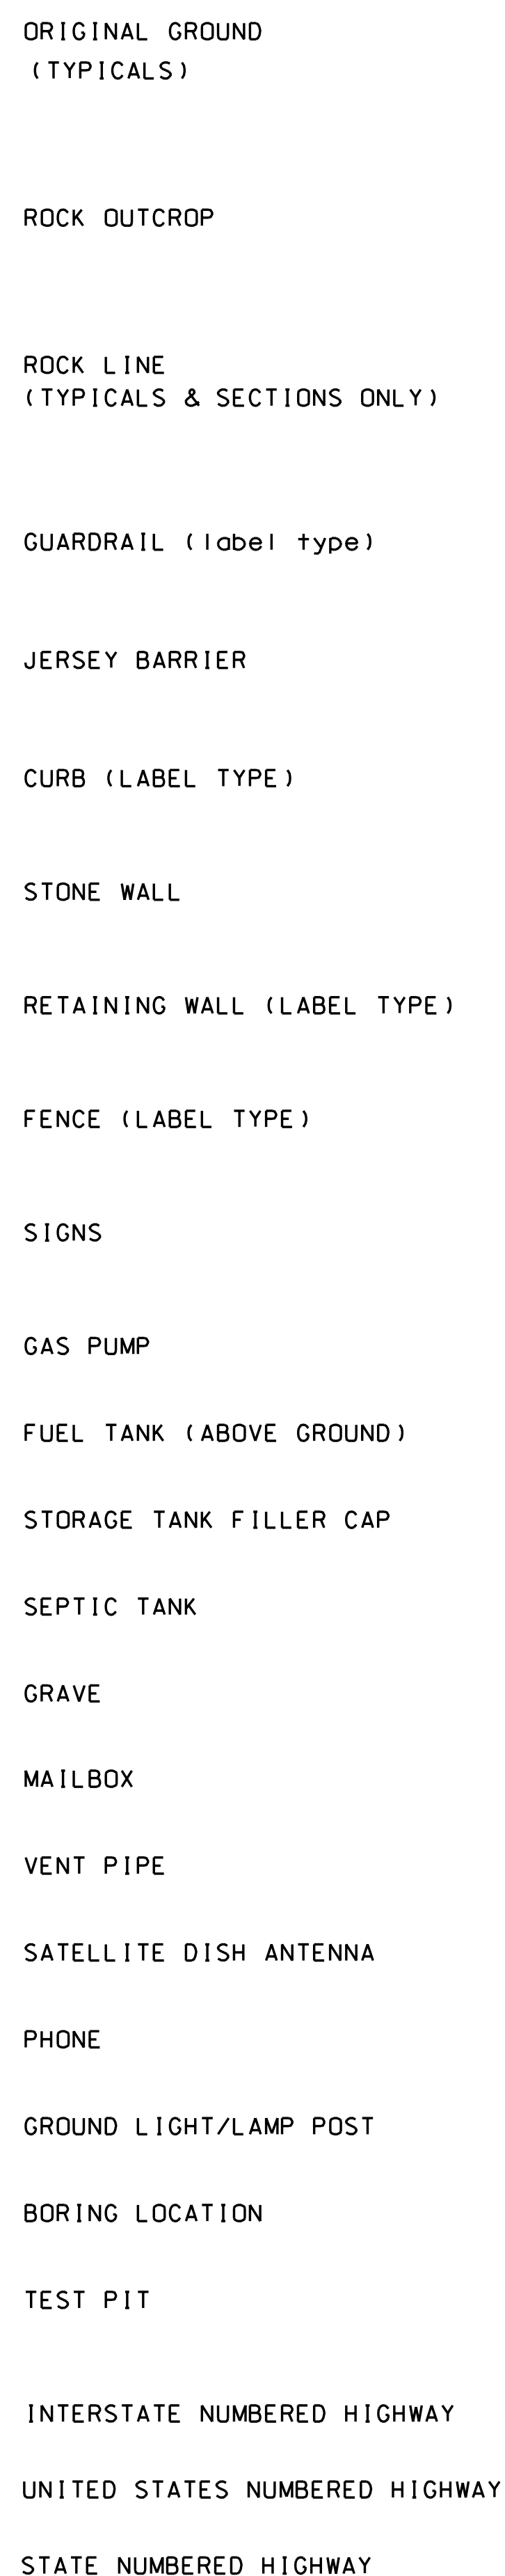 ORIGINAL GROUND
(TYPICALS)
ROCK OUTCROP
ROCK LINE
(TYPICALS & SECTIONS ONLY)
GUARDRAIL (label type)
JERSEY BARRIER
CURB (LABEL TYPE)
STONE WALL
RETAINING WALL (LABEL TYPE)
FENCE (LABEL TYPE)
SIGNS
GAS PUMP
FUEL TANK (ABOVE GROUND)
STORAGE TANK FILLER CAP
SEPTIC TANK
GRAVE
MAILBOX
VENT PIPE
SATELLITE DISH ANTENNA
PHONE
GROUND LIGHT/LAMP POST
BORING LOCATION
TEST PIT
INTERSTATE NUMBERED HIGHWAY
UNITED STATES NUMBERED HIGHWAY
STATE NUMBERED HIGHWAY